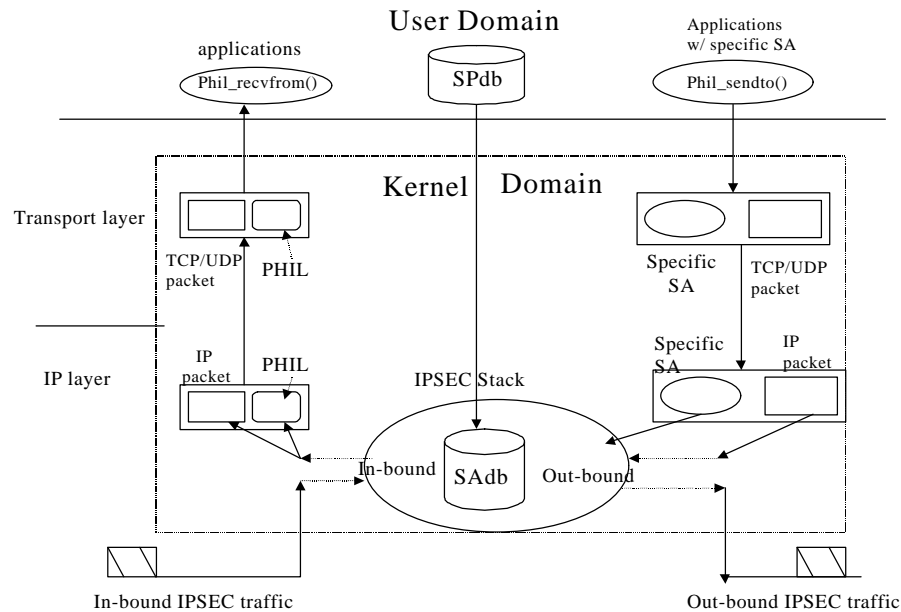 User Domain
applications
Applications
w/ specific SA
Phil_recvfrom()
SPdb
Phil_sendto()
Kernel Domain
Transport layer
TCP/UDP
packet
PHIL
Specific
SA
TCP/UDP
packet
IP layer
IP
packet
PHIL
IPSEC Stack
Specific
SA
IP
packet
In-bound
SAdb
Out-bound
In-bound IPSEC traffic
Out-bound IPSEC traffic